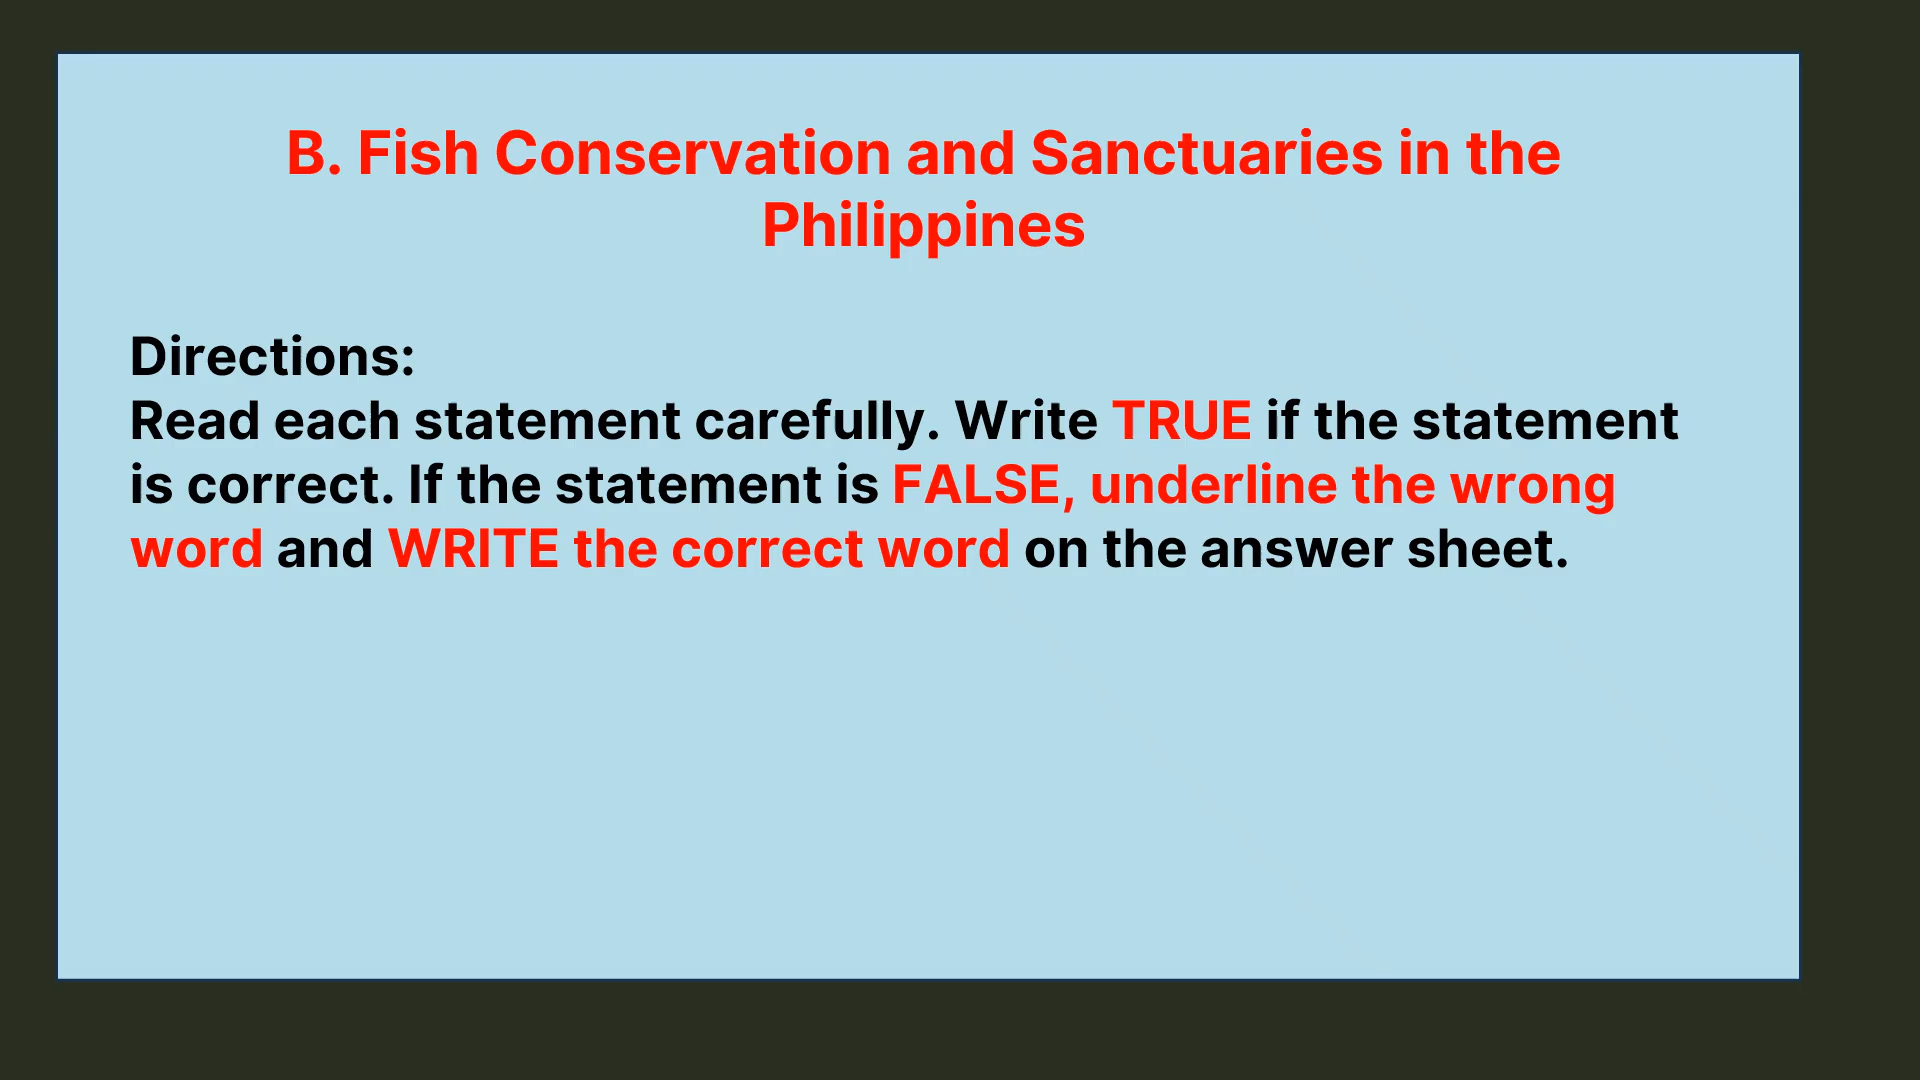 B. Fish Conservation and Sanctuaries in the
Philippines
Directions:
Read each statement carefully. Write TRUE if the statement
is correct. If the statement is FALSE, underline the wrong
word and WRITE the correct word on the answer sheet.